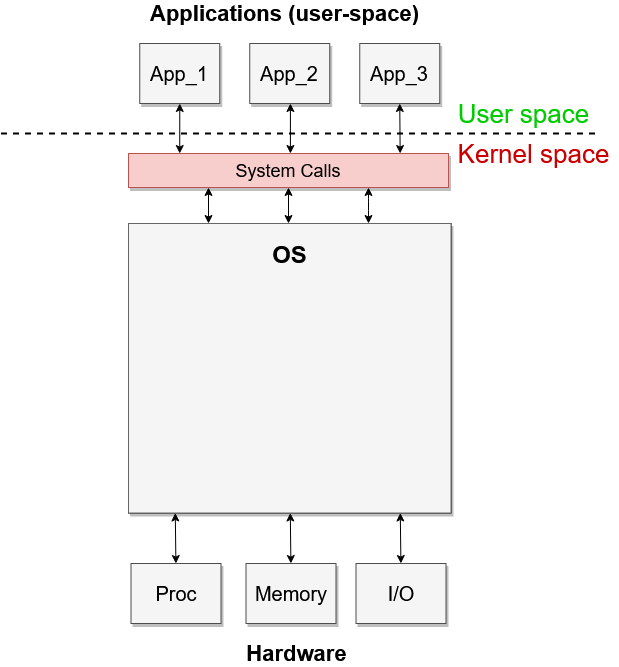 Applications (user-space)
App_1
App_2
App_3
User space
Kernel space
System Calls
OS
Proc
Memory
I/O
Hardware